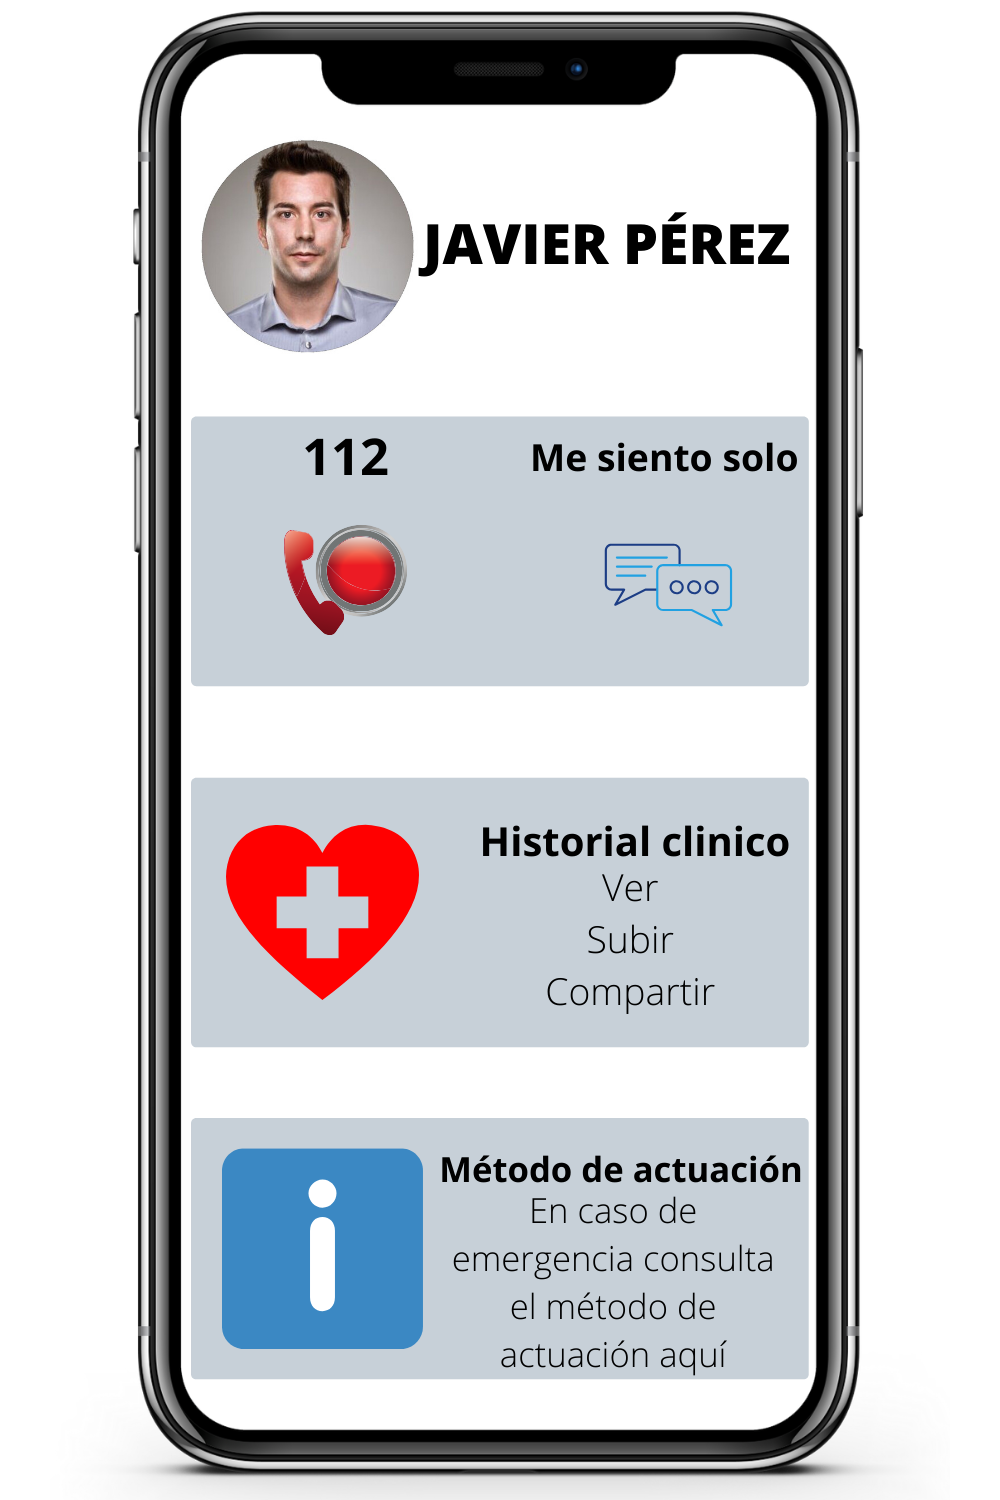 JAVIER PÉREZ
112
Me siento solo
Historial clinico
Ver
Subir
Compartir
Método de actuación
En caso de
emergencia consulta
el método de
actuación aquí